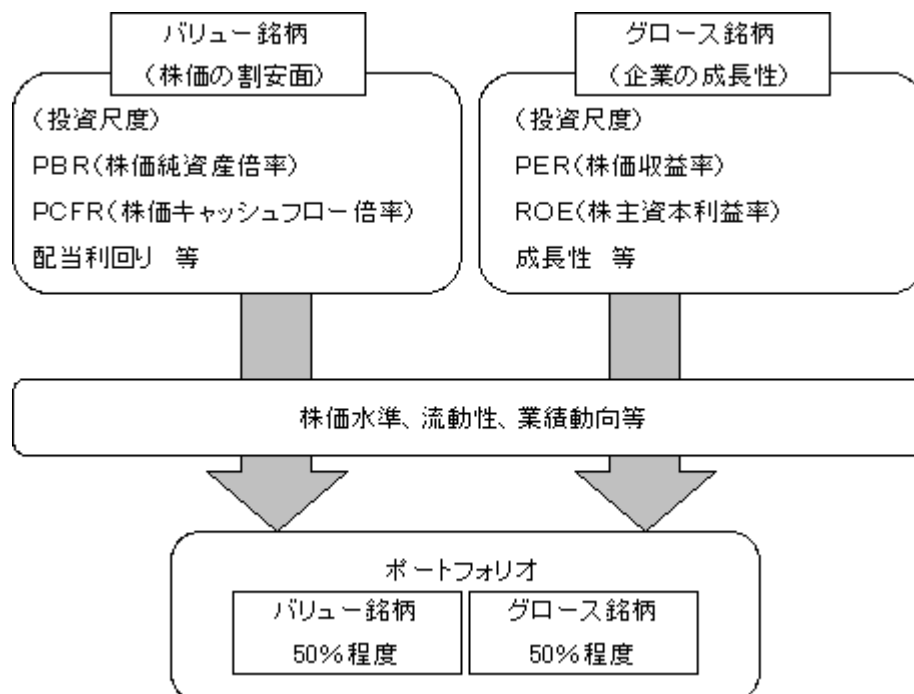 バリュー銘柄
（株価の割安面）
（投資尺度）
PBR（株価純資産倍率）
PCFR（株価キャッシュフロー倍率）
配当利回り 等
グロース銘柄
（企業の成長性）
（投資尺度）
PER（株価収益率）
ROE（株主資本利益率）
成長性 等
株価水準、流動性、業績動向等
ポートフォリオ
バリュー銘柄
50％程度
グロース銘柄
50％程度